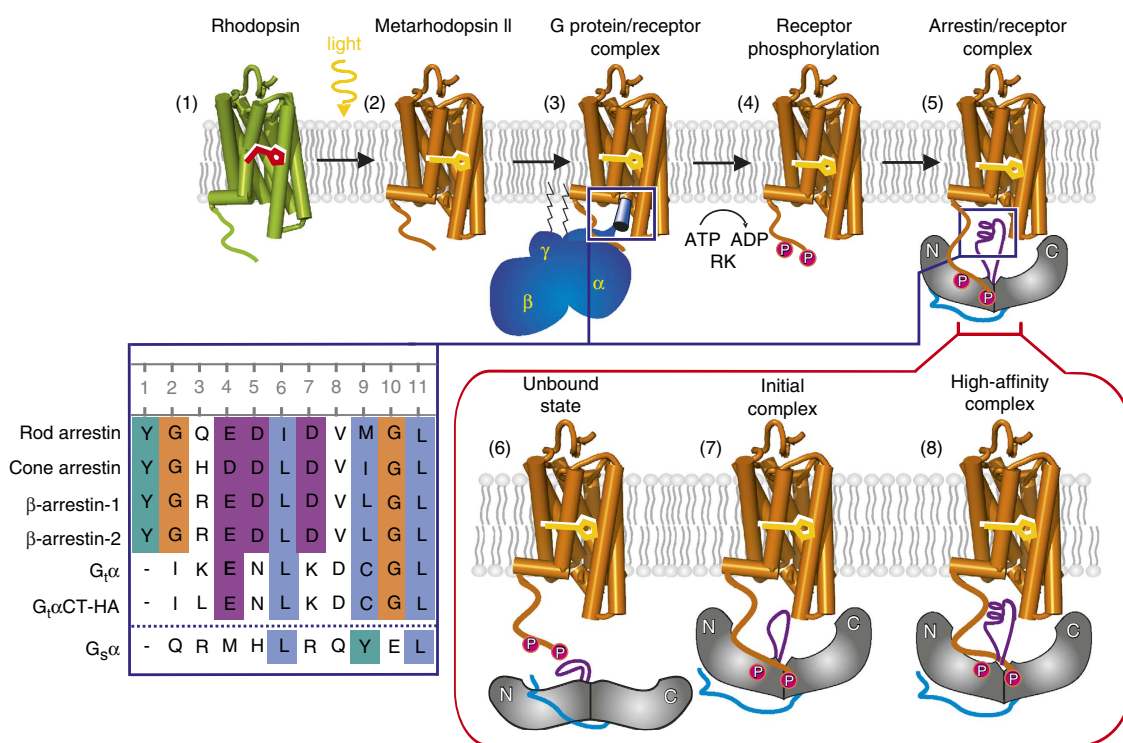 Rhodopsin
light
Metarhodopsin II
G protein/receptor
complex
Receptor
phosphorylation
Arrestin/receptor
complex
(1)
(2)
(3)
(4)
(5)
γ
β
α
ATP ADP
RK
P P
N C
P
P
1 2 3 4 5 6 7 8 9 10 11
Rod arrestin Y G Q E D I D V M G L
Cone arrestin Y G H D D L D V I G L
β-arrestin-1 Y G R E D L D V L G L
β-arrestin-2 Y G R E D L D V L G L
Gtα - I K E N L K D C G L
GtαCT-HA - I L E N L K D C G L
Gsα - Q R M H L R Q Y E L
Unbound
state
(6)
P P
N C
Initial
complex
(7)
N C
P P
High-affinity
complex
(8)
N C
P P